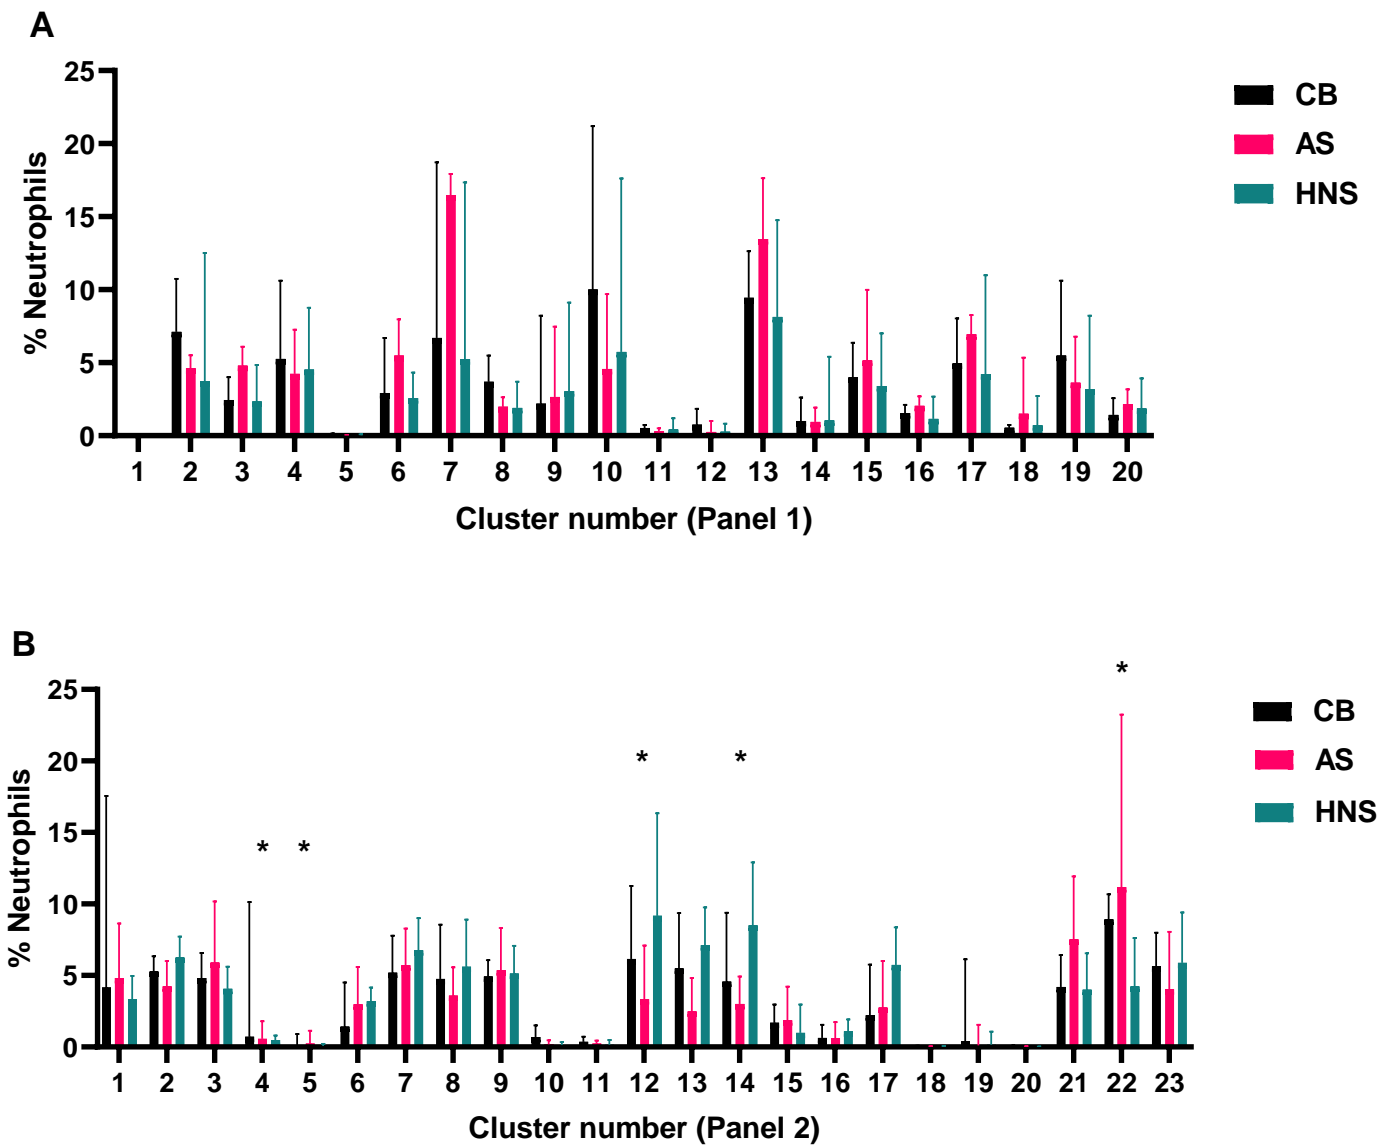 A
25
20
15
10
5
0
% Neutrophils
1 2 3 4 5 6 7 8 9 10 11 12 13 14 15 16 17 18 19 20
Cluster number (Panel 1)
CB
AS
HNS
B
25
20
15
10
5
0
% Neutrophils
* * * * *
1 2 3 4 5 6 7 8 9 10 11 12 13 14 15 16 17 18 19 20 21 22 23
Cluster number (Panel 2)
CB
AS
HNS